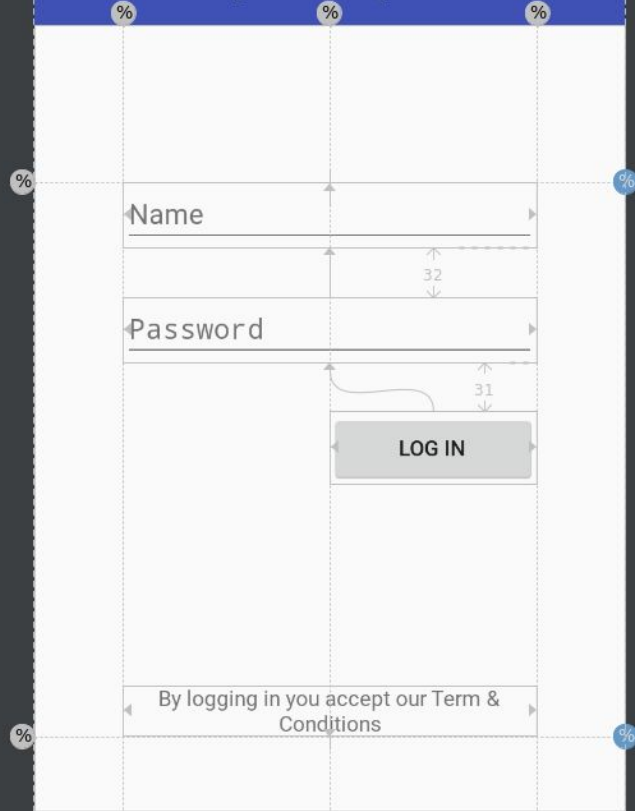 % % %
% %
Name
32
Password
31
LOG IN
By logging in you accept our Term &
Conditions
% %